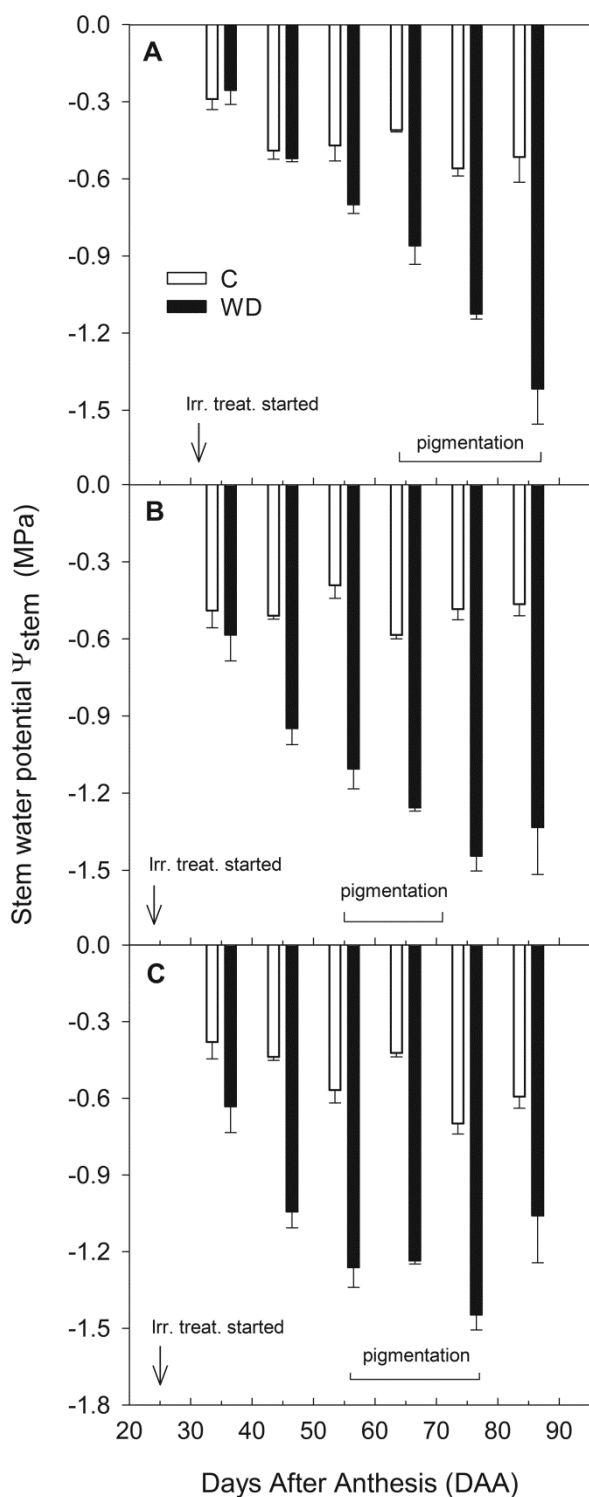 Stem water potential Ψstem (MPa)
0.0
A
-0.3
-0.6
-0.9
C
WD
-1.2
-1.5
Irr. treat. started
pigmentation
0.0
B
-0.3
-0.6
-0.9
-1.2
-1.5
Irr. treat. started
pigmentation
0.0
C
-0.3
-0.6
-0.9
-1.2
-1.5
Irr. treat. started
pigmentation
-1.8
20 30 40 50 60 70 80 90
Days After Anthesis (DAA)